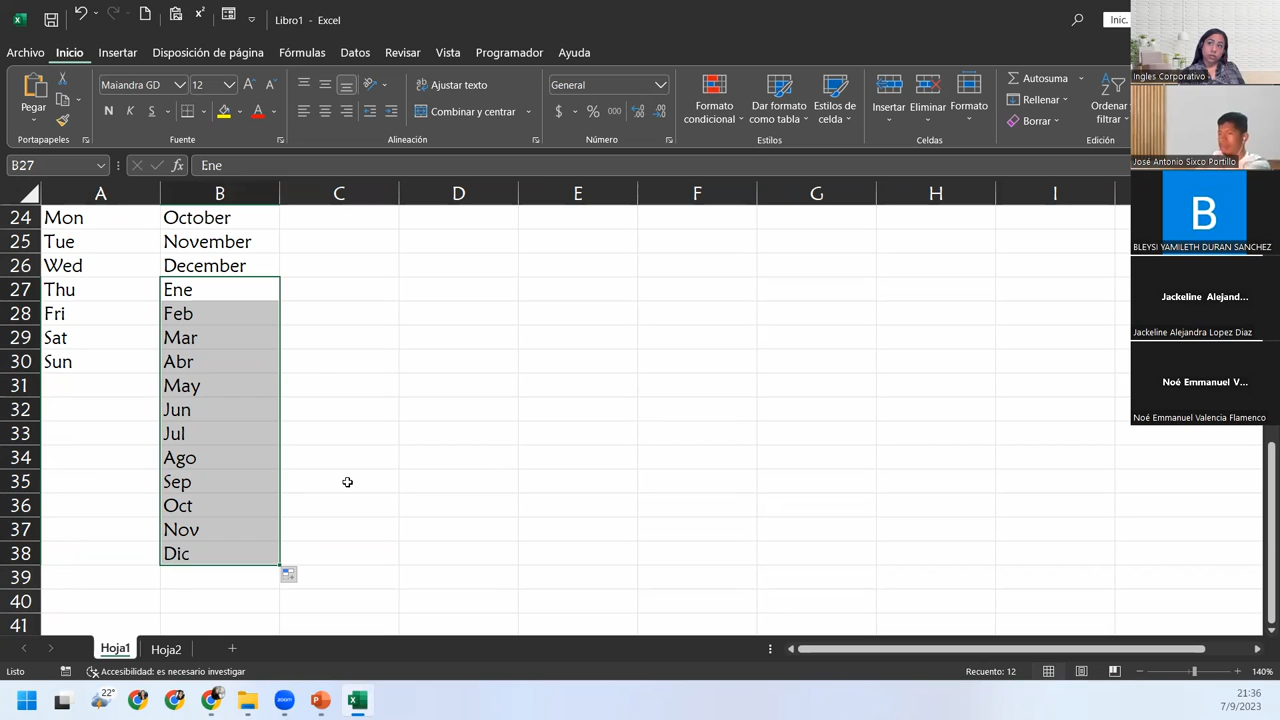 Libro1 - Excel
Inic.
Archivo Inicio Insertar Disposición de página Fórmulas Datos Revisar Vista Programador Ayuda
Pegar
Maiandra GD 12 A A
N K S A
Ajustar texto
Combinar y centrar
General
$ % 000
Formato condicional
Dar formato como tabla
Estilos de celda
Insertar Eliminar Formato
Autosuma
Rellenar
Borrar
Ordenar
filtrar
Portapapeles Fuente Alineación Número Estilos Celdas Edición
B27 fx Ene
A B C D E F G H I
24 Mon October
25 Tue November
26 Wed December
27 Thu Ene
28 Fri Feb
29 Sat Mar
30 Sun Abr
31 May
32 Jun
33 Jul
34 Ago
35 Sep
36 Oct
37 Nov
38 Dic
39
40
41
Hoja1 Hoja2
Listo Accesibilidad: es necesario investigar Recuento: 12 140%
22°
21:36
7/9/2023
Ingles Corporativo
José Antonio Sixco Portillo
B
BLEYSI YAMILETH DURAN SANCHEZ
Jackeline Alejand...
Jackeline Alejandra Lopez Diaz
Noé Emmanuel V...
Noé Emmanuel Valencia Flamenco